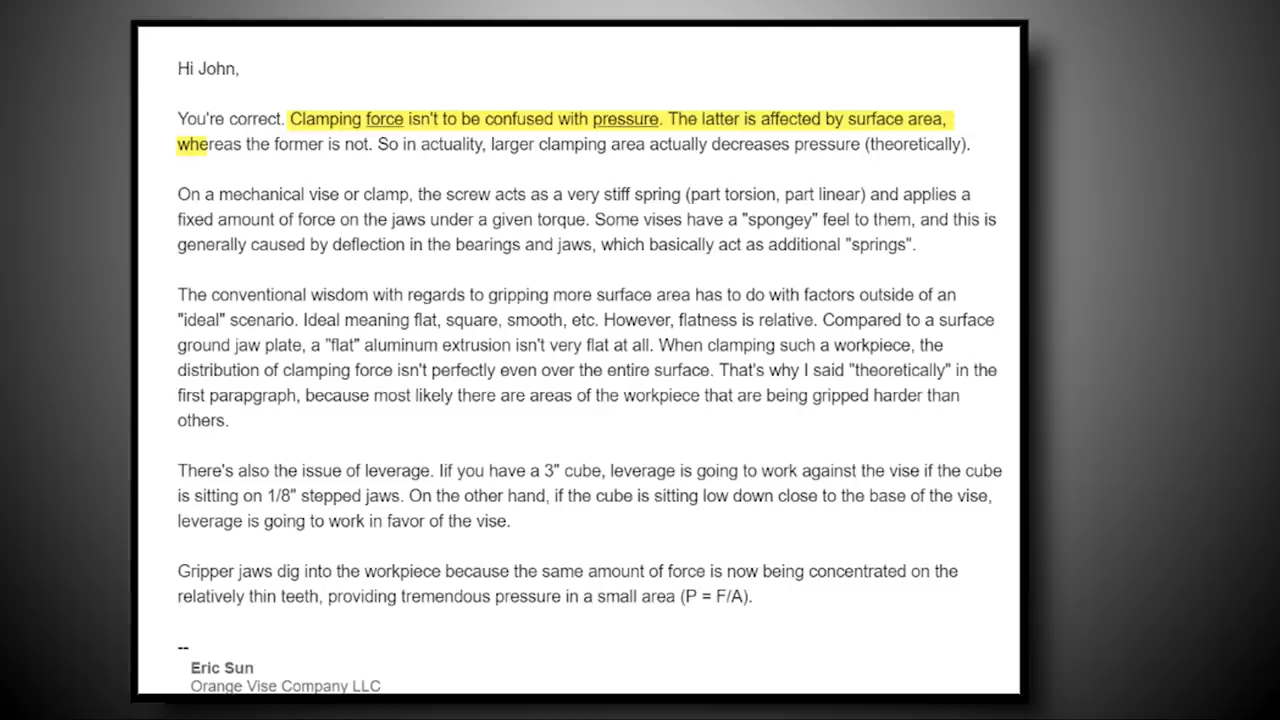 Hi John,
You're correct. Clamping force isn't to be confused with pressure. The latter is affected by surface area,
whereas the former is not. So in actuality, larger clamping area actually decreases pressure (theoretically).
On a mechanical vise or clamp, the screw acts as a very stiff spring (part torsion, part linear) and applies a
fixed amount of force on the jaws under a given torque. Some vises have a "spongey" feel to them, and this is
generally caused by deflection in the bearings and jaws, which basically act as additional "springs".
The conventional wisdom with regards to gripping more surface area has to do with factors outside of an
"ideal" scenario. Ideal meaning flat, square, smooth, etc. However, flatness is relative. Compared to a surface
ground jaw plate, a "flat" aluminum extrusion isn't very flat at all. When clamping such a workpiece, the
distribution of clamping force isn't perfectly even over the entire surface. That's why I said "theoretically" in the
first parapgraph, because most likely there are areas of the workpiece that are being gripped harder than
others.
There's also the issue of leverage. Iif you have a 3" cube, leverage is going to work against the vise if the cube
is sitting on 1/8" stepped jaws. On the other hand, if the cube is sitting low down close to the base of the vise,
leverage is going to work in favor of the vise.
Gripper jaws dig into the workpiece because the same amount of force is now being concentrated on the
relatively thin teeth, providing tremendous pressure in a small area (P = F/A).
--
Eric Sun
Orange Vise Company LLC